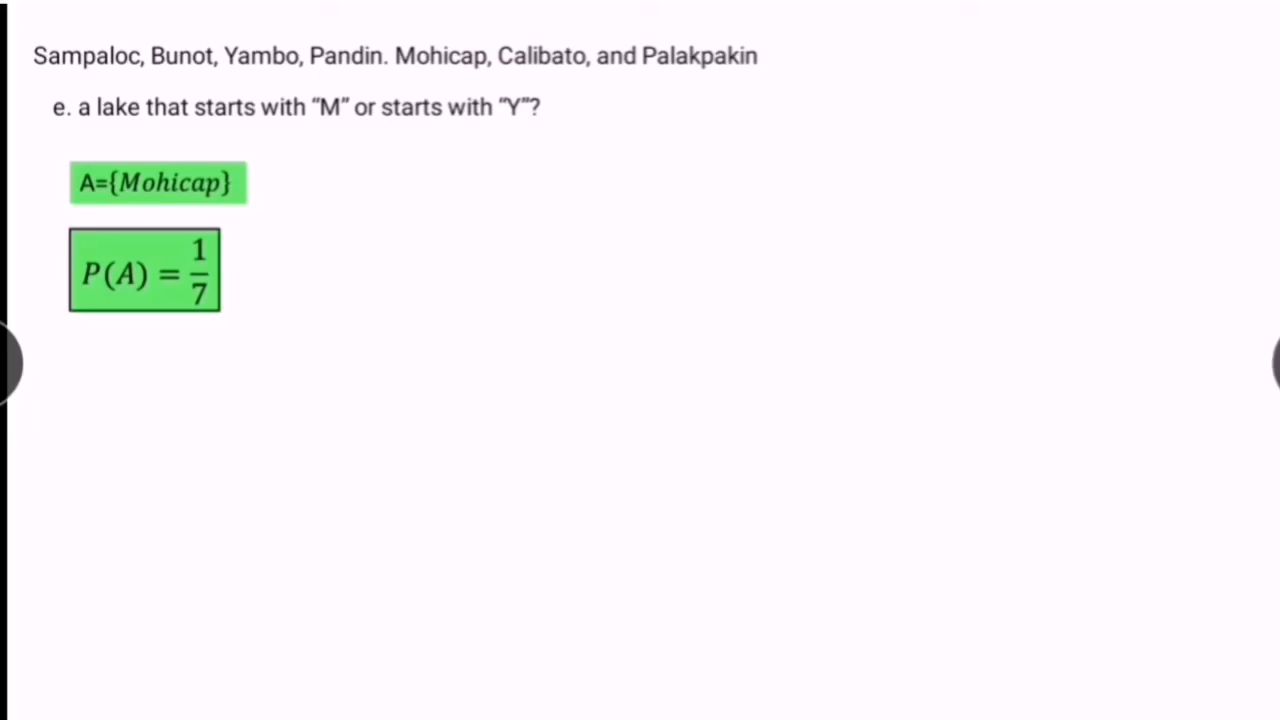 Sampaloc, Bunot, Yambo, Pandin. Mohicap, Calibato, and Palakpakin
e. a lake that starts with “M” or starts with “Y”?
A={Mohicap}
P(A) = 1/7